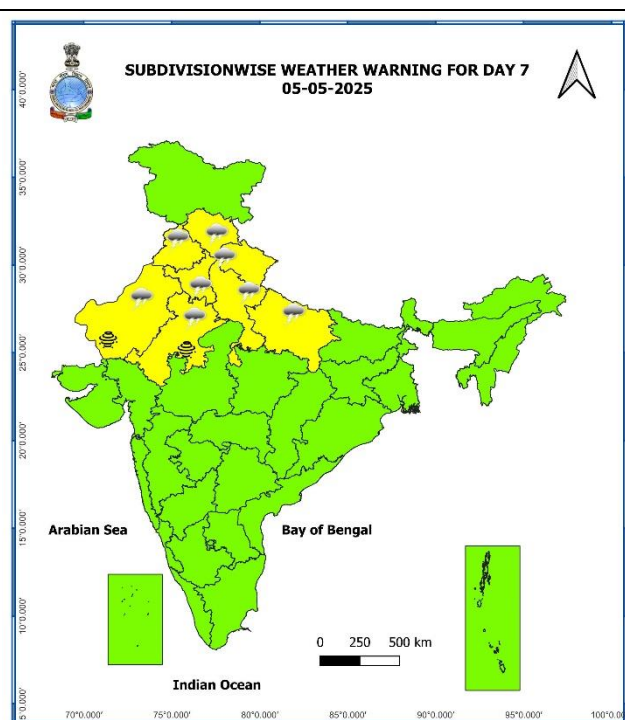 SUBDIVISIONWISE WEATHER WARNING FOR DAY 7
05-05-2025
40°0.000'
35°0.000'
30°0.000'
25°0.000'
20°0.000'
15°0.000'
10°0.000'
5°0.000'
Arabian Sea
Bay of Bengal
0 250 500 km
Indian Ocean
70°0.000' 75°0.000' 80°0.000' 85°0.000' 90°0.000' 95°0.000' 100°0.0